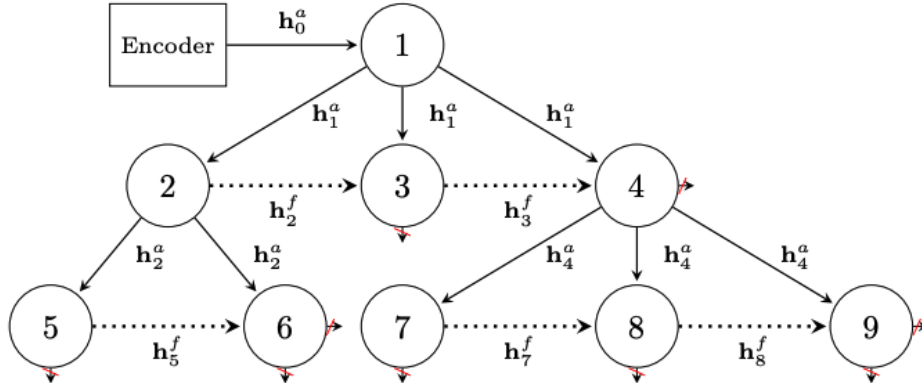 h_0^a
Encoder 1
h_1^a h_1^a h_1^a
2 3 4
h_2^f h_3^f
h_2^a h_2^a h_4^a h_4^a h_4^a
5 6 7 8 9
h_5^f h_7^f h_8^f